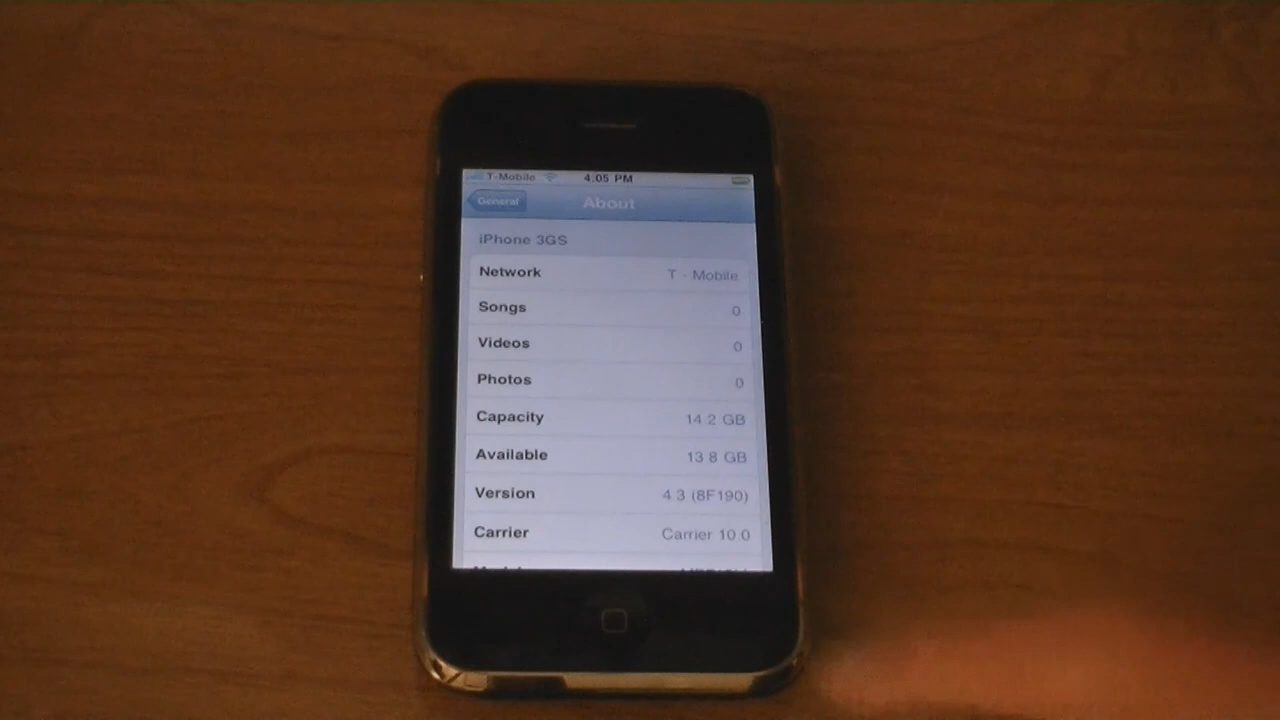 T-Mobile 4:05 PM
General About
iPhone 3GS
Network T - Mobile
Songs 0
Videos 0
Photos 0
Capacity 14.2 GB
Available 13.8 GB
Version 4.3 (8F190)
Carrier Carrier 10.0